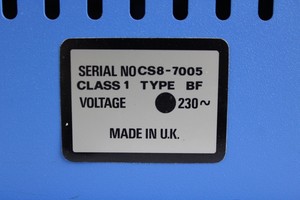 SERIAL NO CS8-7005
CLASS 1 TYPE BF
VOLTAGE 230~
MADE IN U.K.